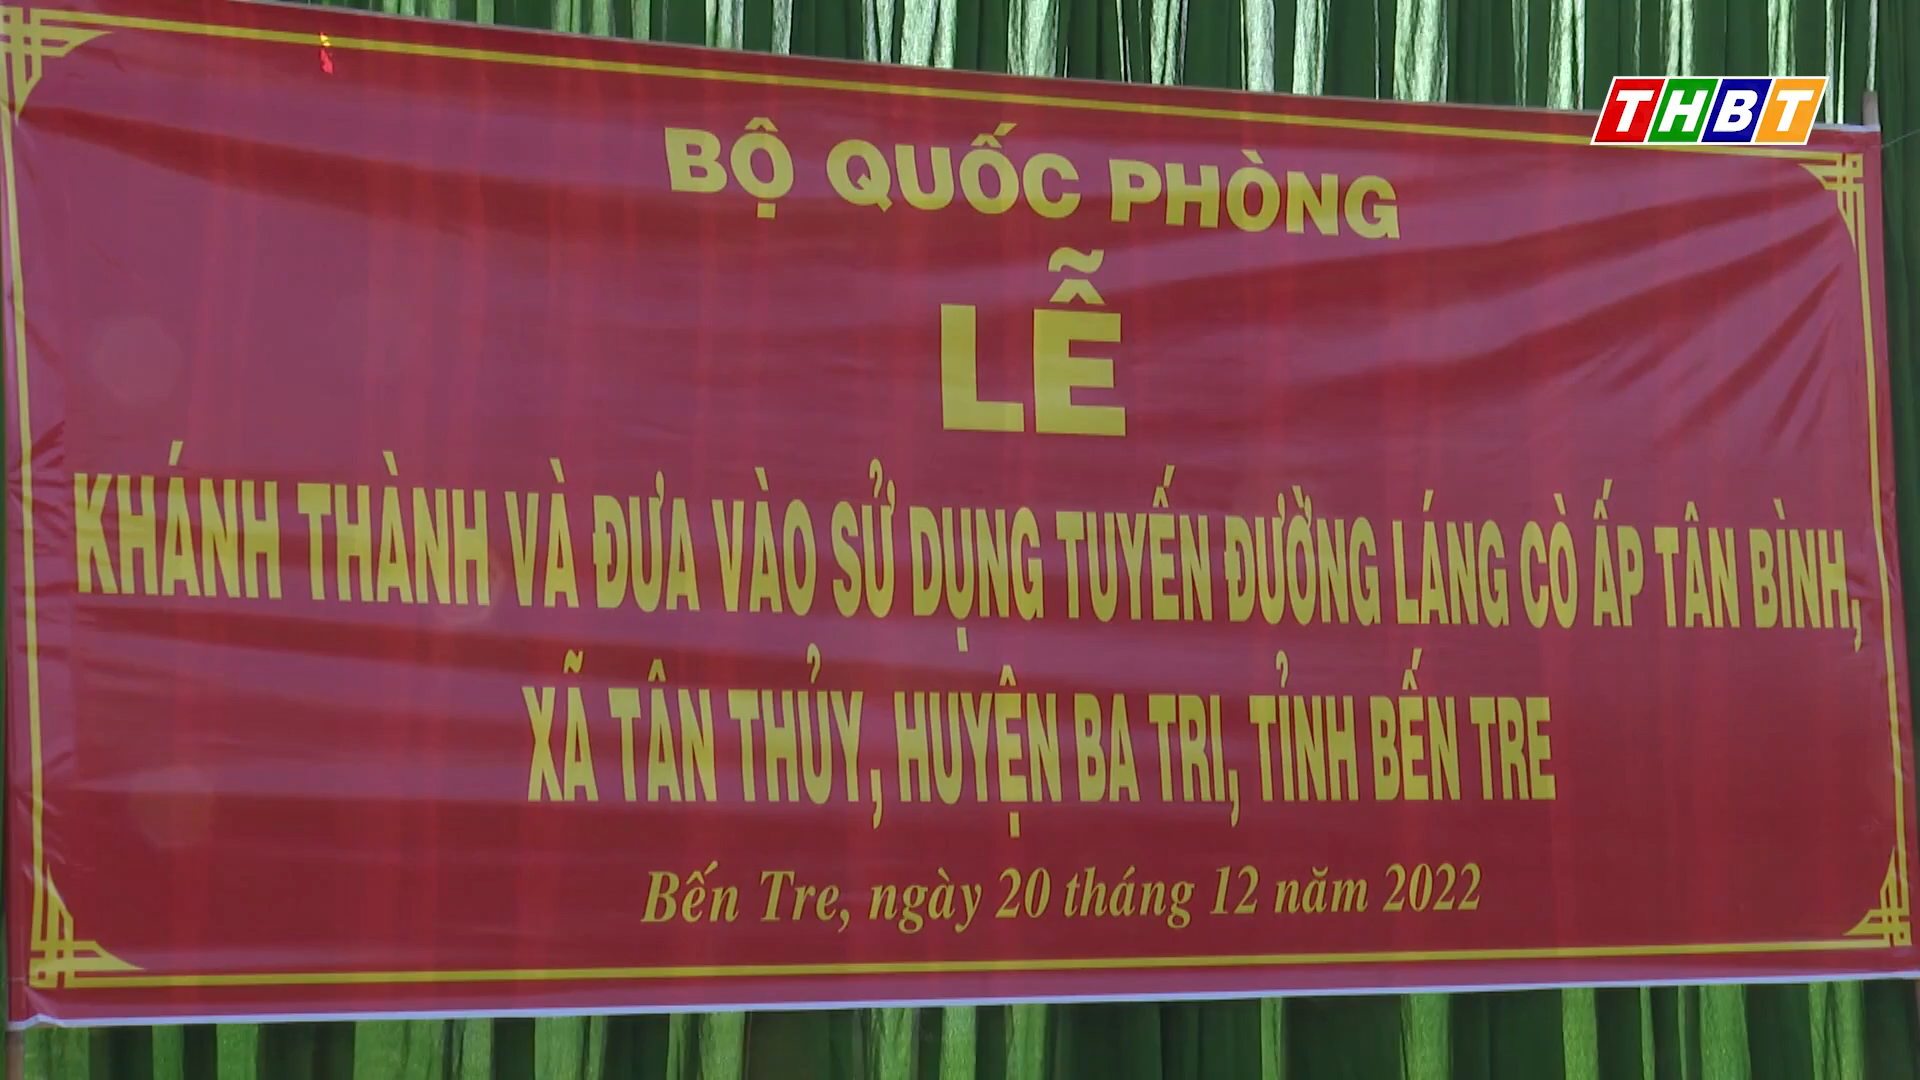 THBT
BỘ QUỐC PHÒNG
LỄ
KHÁNH THÀNH VÀ ĐƯA VÀO SỬ DỤNG TUYẾN ĐƯỜNG LÁNG CÒ ẤP TÂN BÌNH,
XÃ TÂN THỦY, HUYỆN BA TRI, TỈNH BẾN TRE
Bến Tre, ngày 20 tháng 12 năm 2022